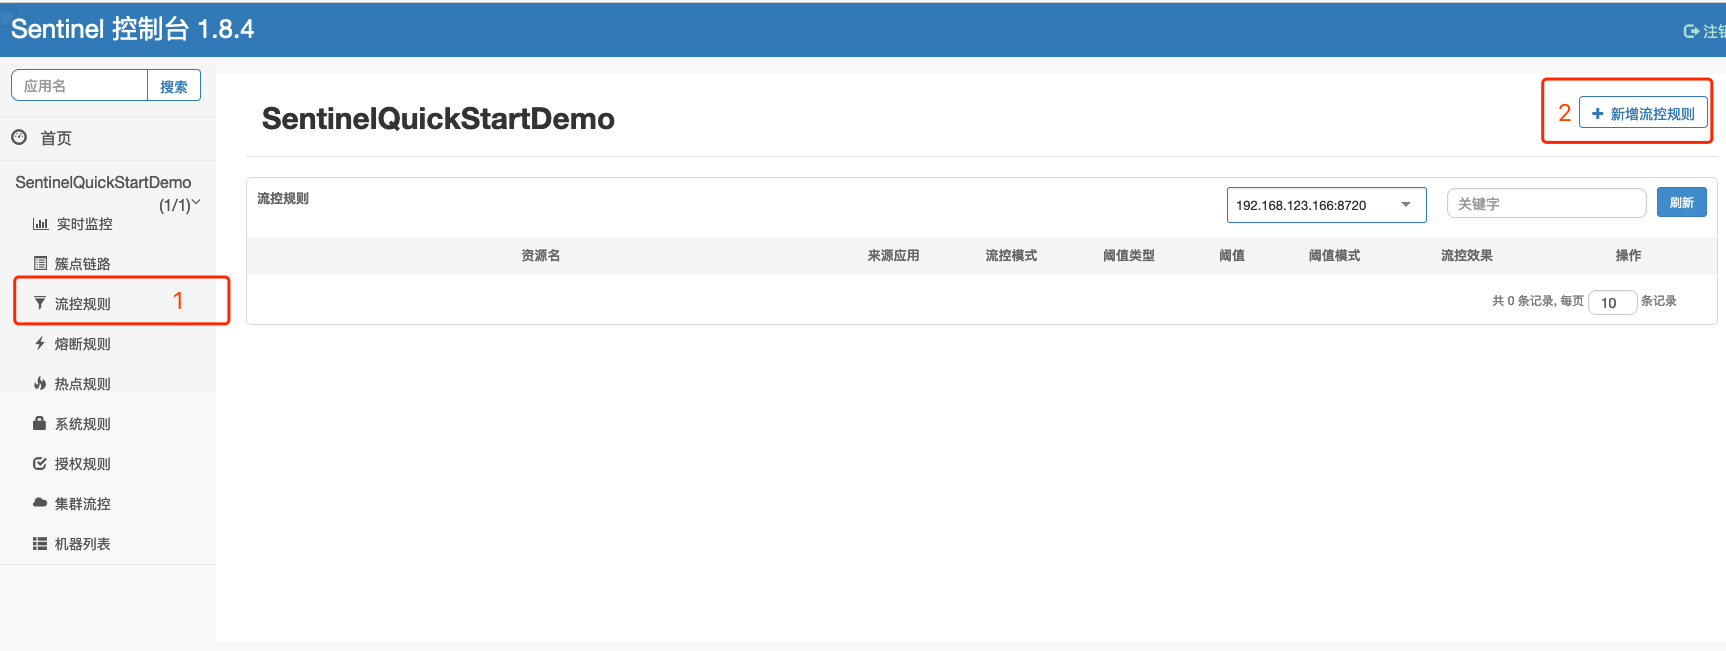 Sentinel 控制台 1.8.4
注销
应用名
搜索
首页
SentinelQuickStartDemo
(1/1)
实时监控
簇点链路
流控规则
1
熔断规则
热点规则
系统规则
授权规则
集群流控
机器列表
SentinelQuickStartDemo
2
新增流控规则
流控规则
192.168.123.166:8720
关键字
刷新
资源名 来源应用 流控模式 阈值类型 阈值 阈值模式 流控效果 操作
共 0 条记录, 每页 10 条记录